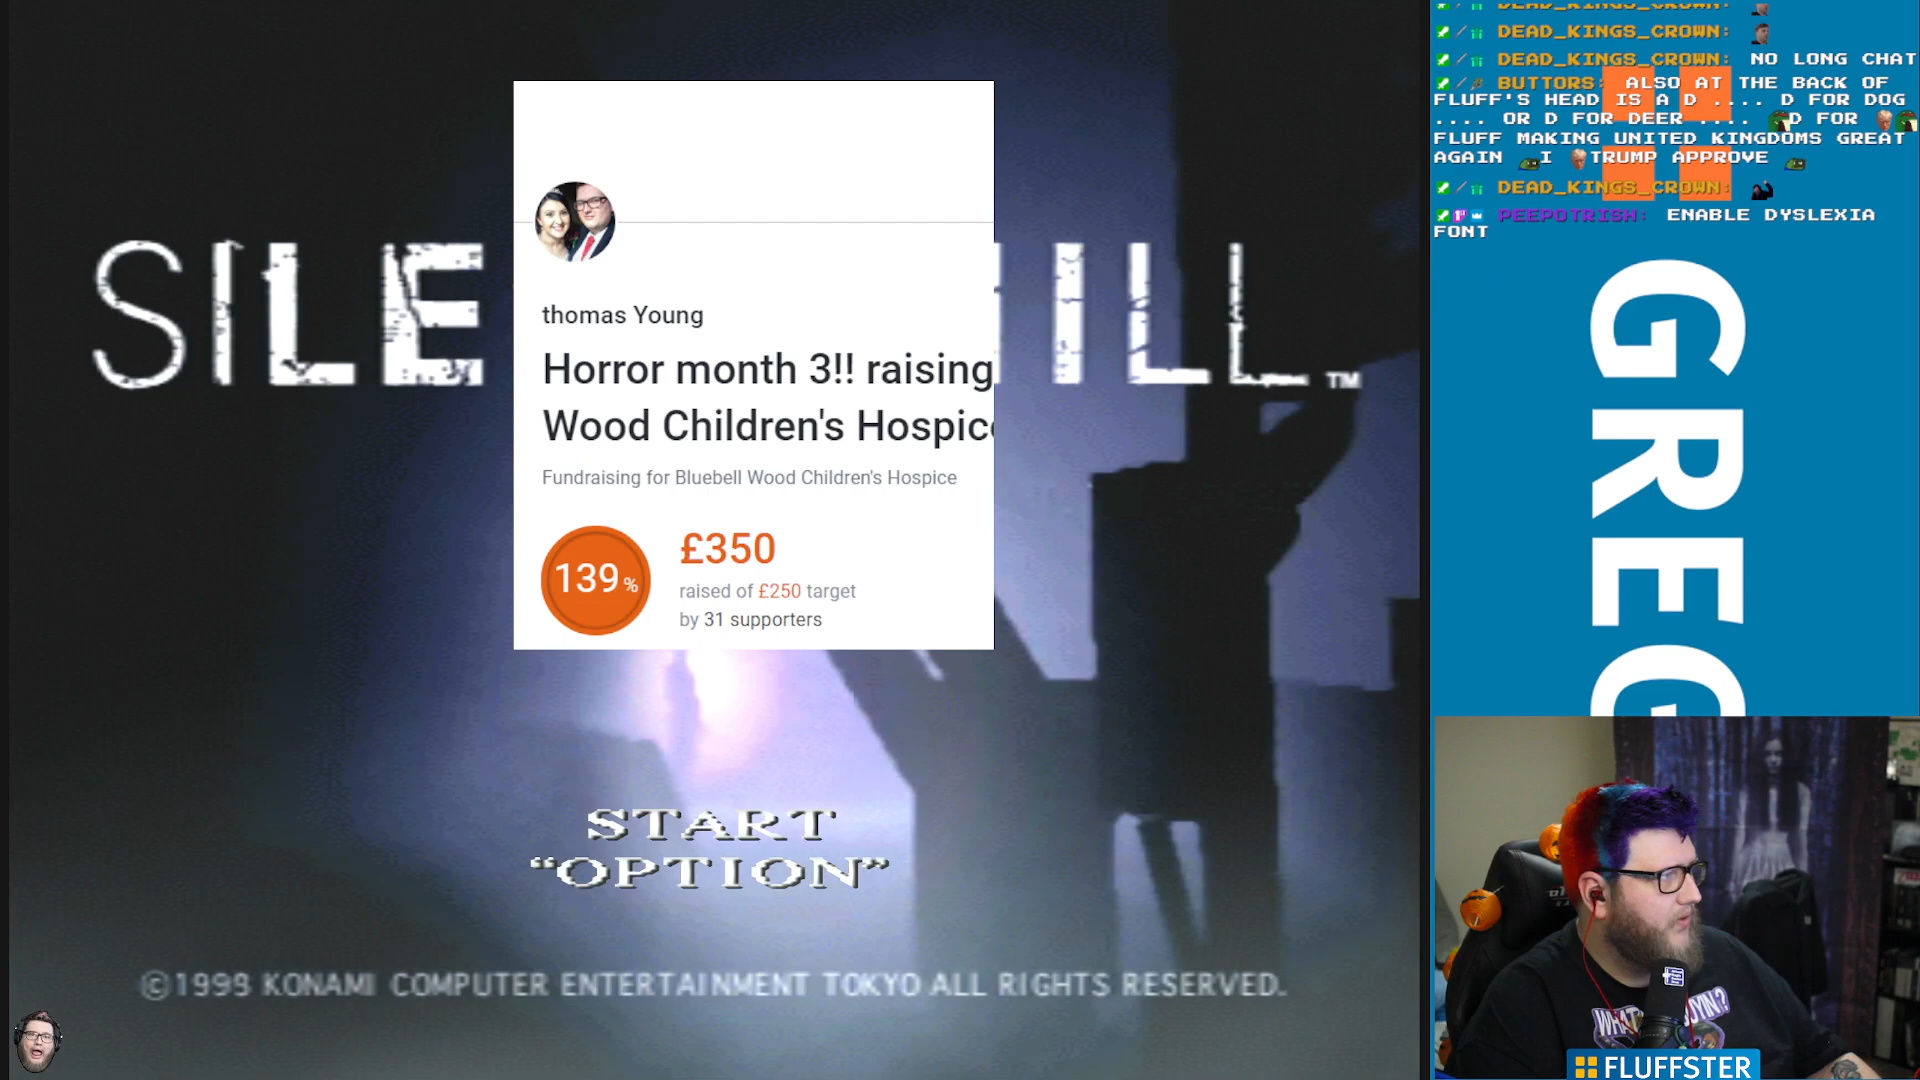 SILE
ILL
TM
thomas Young
Horror month 3!! raising
Wood Children's Hospic
Fundraising for Bluebell Wood Children's Hospice
139%
£350
raised of £250 target
by 31 supporters
START
“OPTION”
©1998 KONAMI COMPUTER ENTERTAINMENT TOKYO ALL RIGHTS RESERVED.
DEAD_KINGS_CROWN:
DEAD_KINGS_CROWN:
DEAD_KINGS_CROWN: NO LONG CHAT
BUTTORS: ALSO AT THE BACK OF
FLUFF'S HEAD IS A D .... D FOR DOG
.... OR D FOR DEER .... D FOR
FLUFF MAKING UNITED KINGDOMS GREAT
AGAIN I TRUMP APPROVE
DEAD_KINGS_CROWN:
PEEPOTRISH: ENABLE DYSLEXIA
FONT
GREG
FLUFFSTER